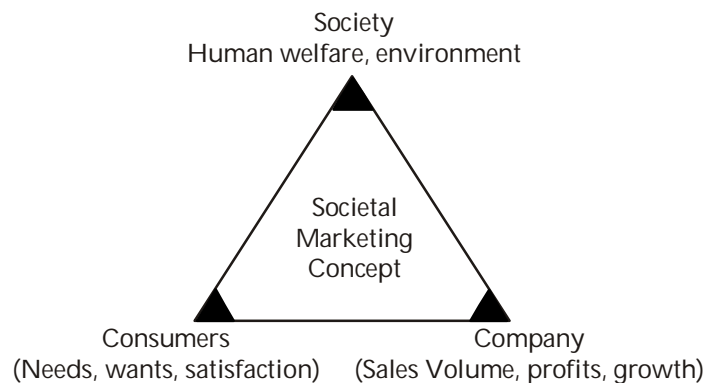 Society
Human welfare, environment
Societal
Marketing
Concept
Consumers
(Needs, wants, satisfaction)
Company
(Sales Volume, profits, growth)